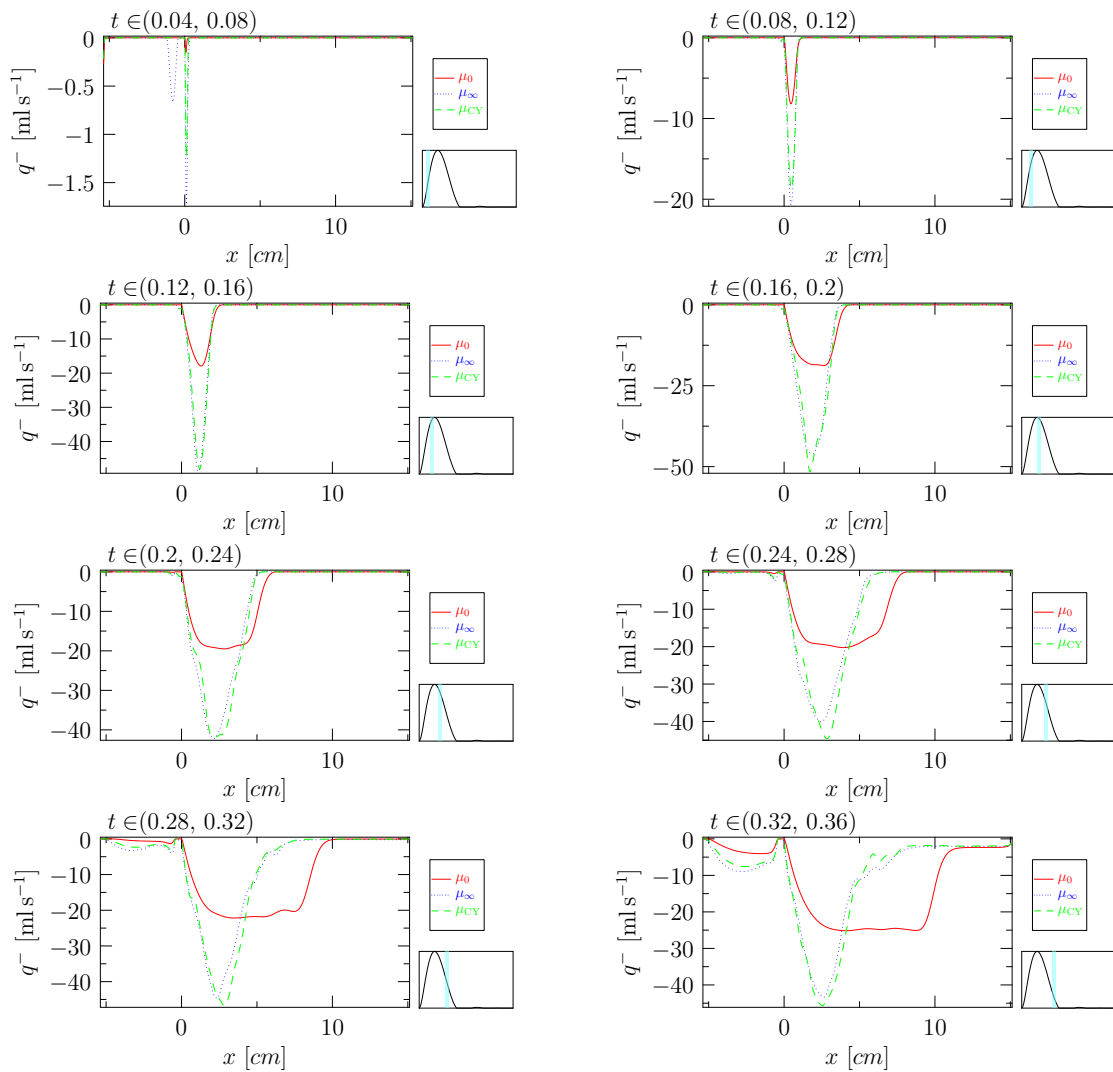 t ∈(0.04, 0.08)
q⁻ [ml s⁻¹]
0
−0.5
−1
−1.5
0 10
x [cm]
μ₀
μ∞
μCY
t ∈(0.08, 0.12)
q⁻ [ml s⁻¹]
0
−10
−20
0 10
x [cm]
μ₀
μ∞
μCY
t ∈(0.12, 0.16)
q⁻ [ml s⁻¹]
0
−10
−20
−30
−40
0 10
x [cm]
μ₀
μ∞
μCY
t ∈(0.16, 0.2)
q⁻ [ml s⁻¹]
0
−25
−50
0 10
x [cm]
μ₀
μ∞
μCY
t ∈(0.2, 0.24)
q⁻ [ml s⁻¹]
0
−10
−20
−30
−40
0 10
x [cm]
μ₀
μ∞
μCY
t ∈(0.24, 0.28)
q⁻ [ml s⁻¹]
0
−10
−20
−30
−40
0 10
x [cm]
μ₀
μ∞
μCY
t ∈(0.28, 0.32)
q⁻ [ml s⁻¹]
0
−10
−20
−30
−40
0 10
x [cm]
μ₀
μ∞
μCY
t ∈(0.32, 0.36)
q⁻ [ml s⁻¹]
0
−10
−20
−30
−40
0 10
x [cm]
μ₀
μ∞
μCY